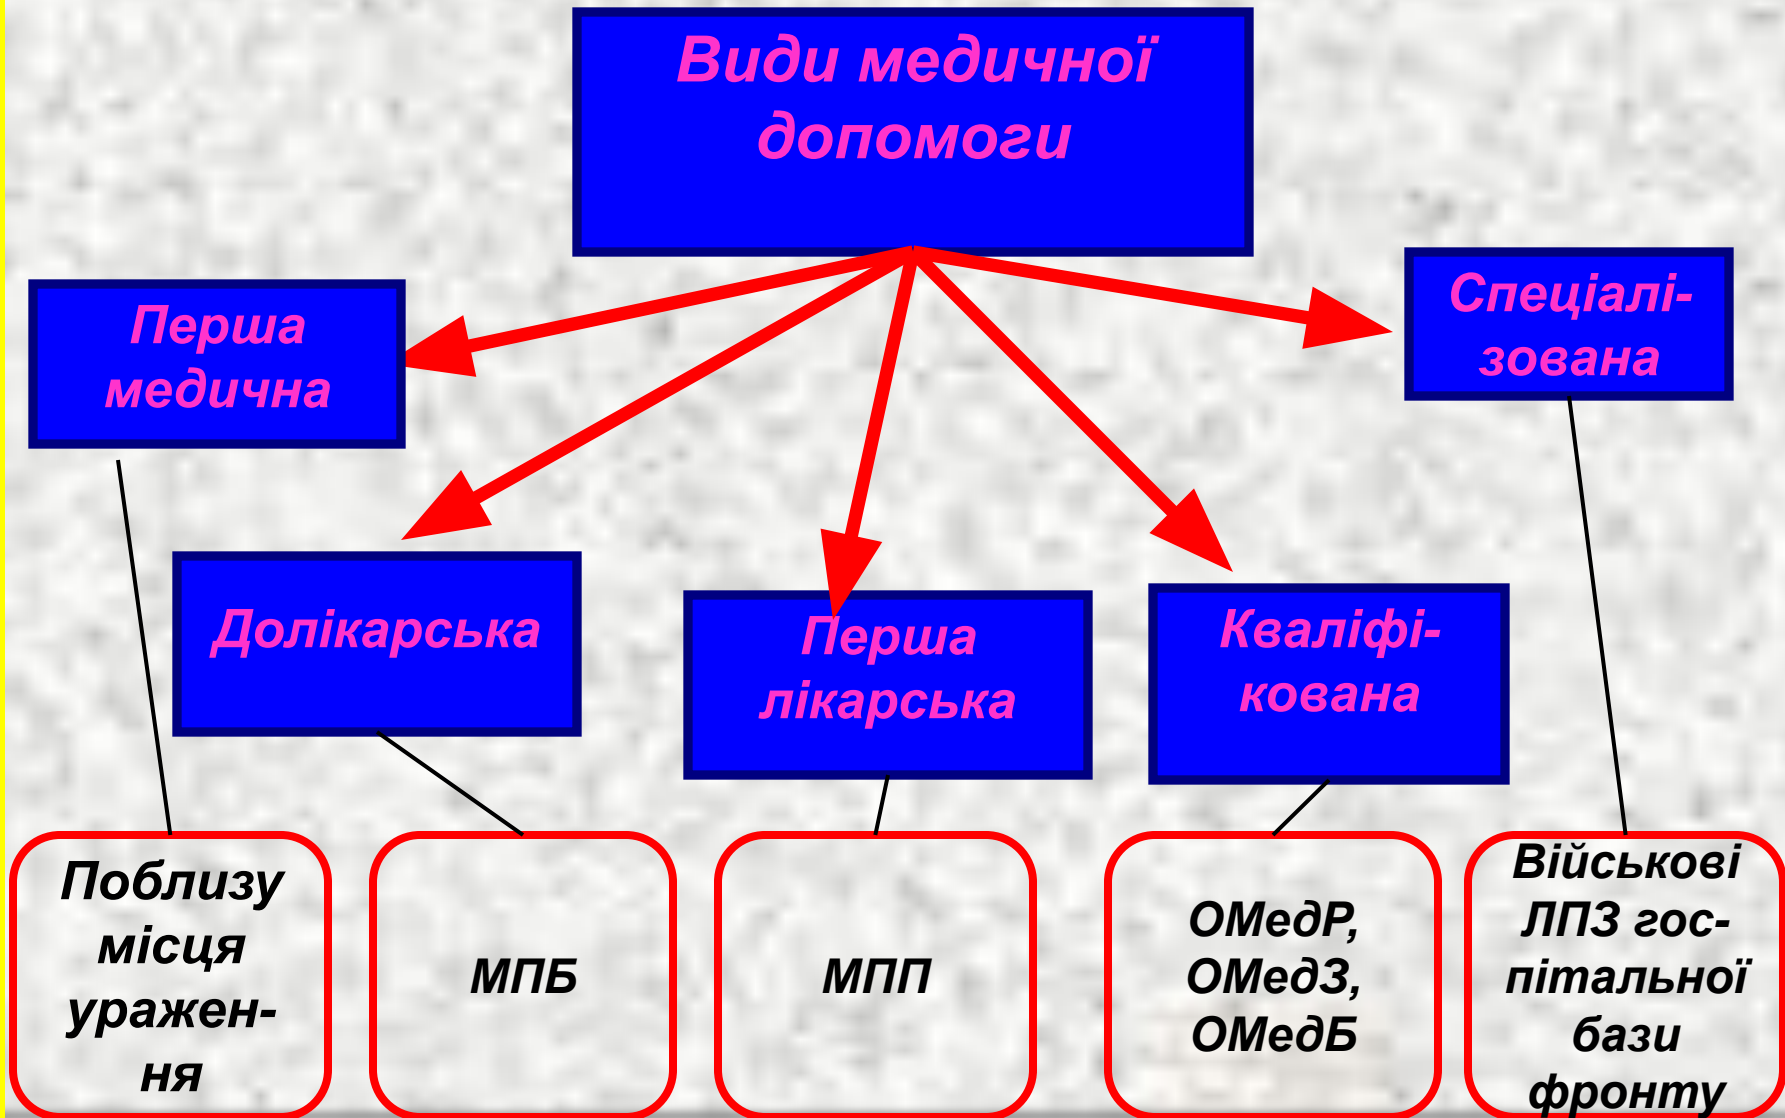 Види медичної
допомоги
Перша
медична
Спеціалі-
зована
Долікарська
Перша
лікарська
Кваліфі-
кована
Поблизу
місця
уражен-
ня
МПБ
МПП
ОМедР,
ОМедЗ,
ОМедБ
Військові
ЛПЗ гос-
пітальної
бази
фронту